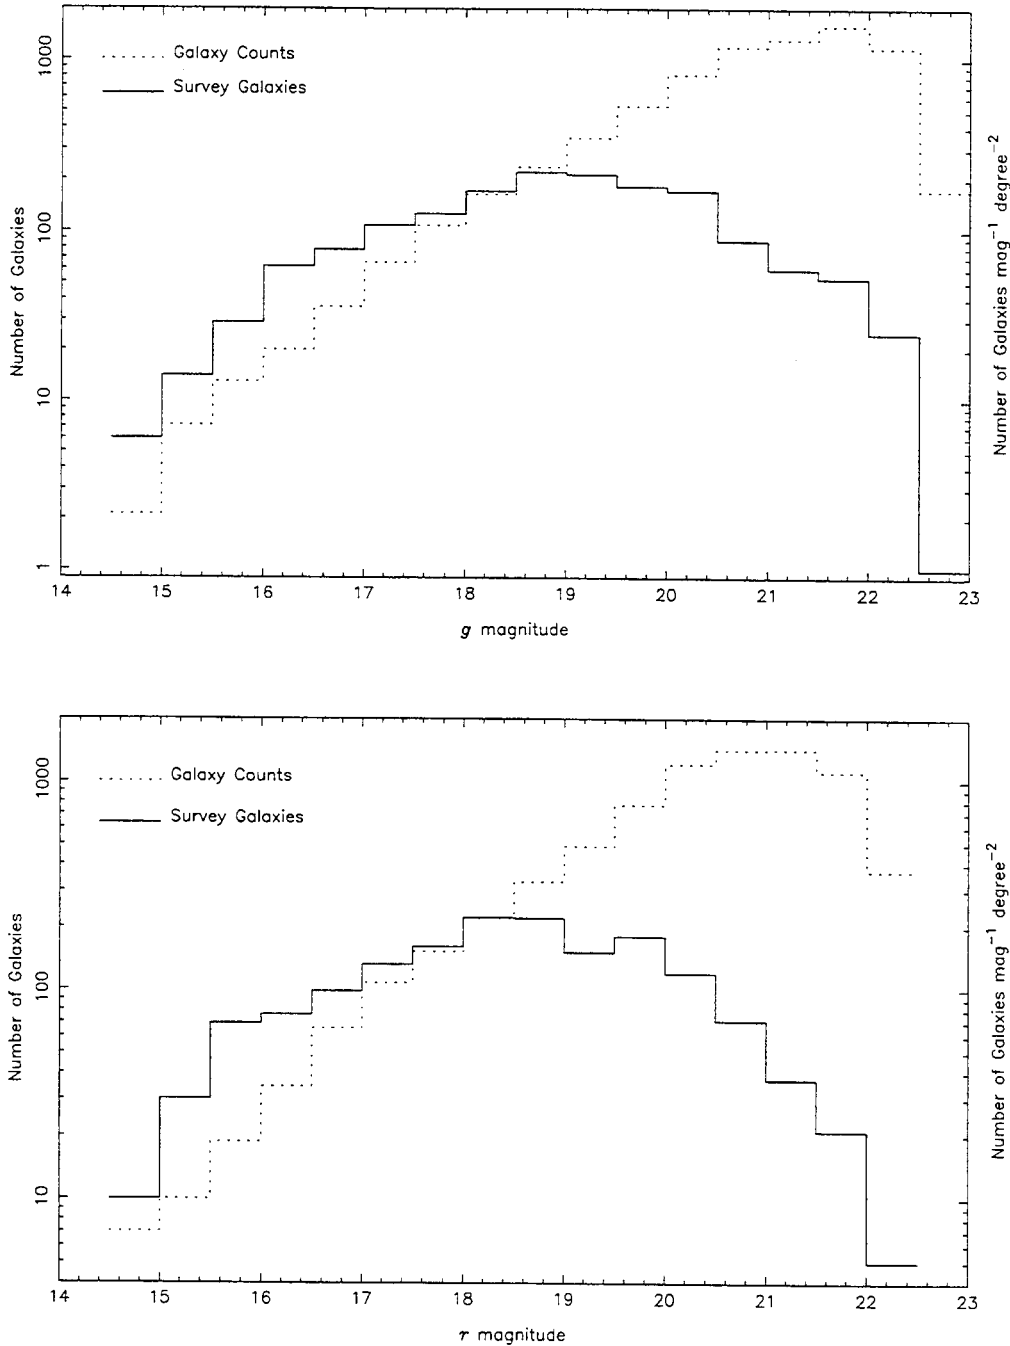 Galaxy Counts
Survey Galaxies
1000
100
10
1
Number of Galaxies
Number of Galaxies mag⁻¹ degree⁻²
14 15 16 17 18 19 20 21 22 23
g magnitude
Galaxy Counts
Survey Galaxies
1000
100
10
Number of Galaxies
Number of Galaxies mag⁻¹ degree⁻²
14 15 16 17 18 19 20 21 22 23
r magnitude